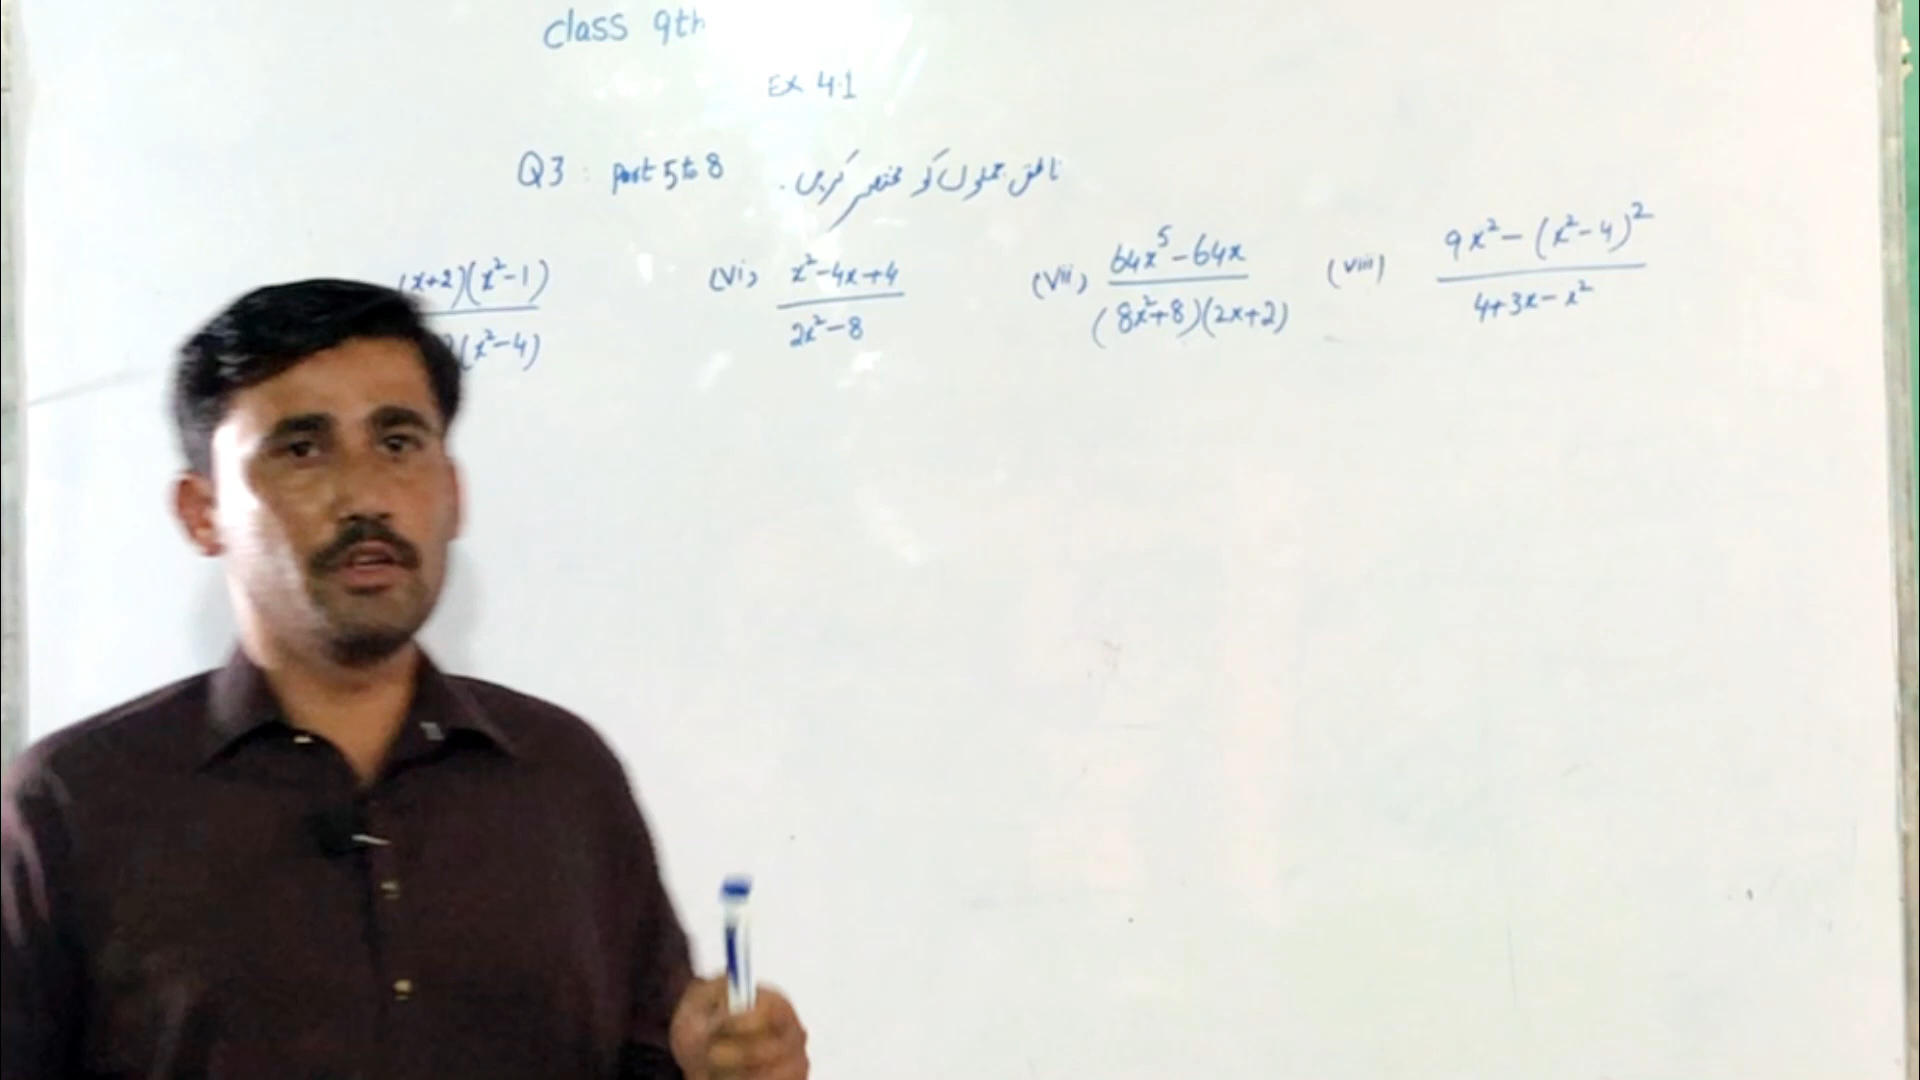 class 9th
Ex 4.1
Q3 : Part 5 to 8 ناطق جملوں کو مختصر کریں۔
(x+2)(x²-1)
(x²-4)
(vi) x²-4x+4
2x²-8
(vii) 64x⁵-64x
(8x²+8)(2x+2)
(viii) 9x²-(x²-4)²
4+3x-x²